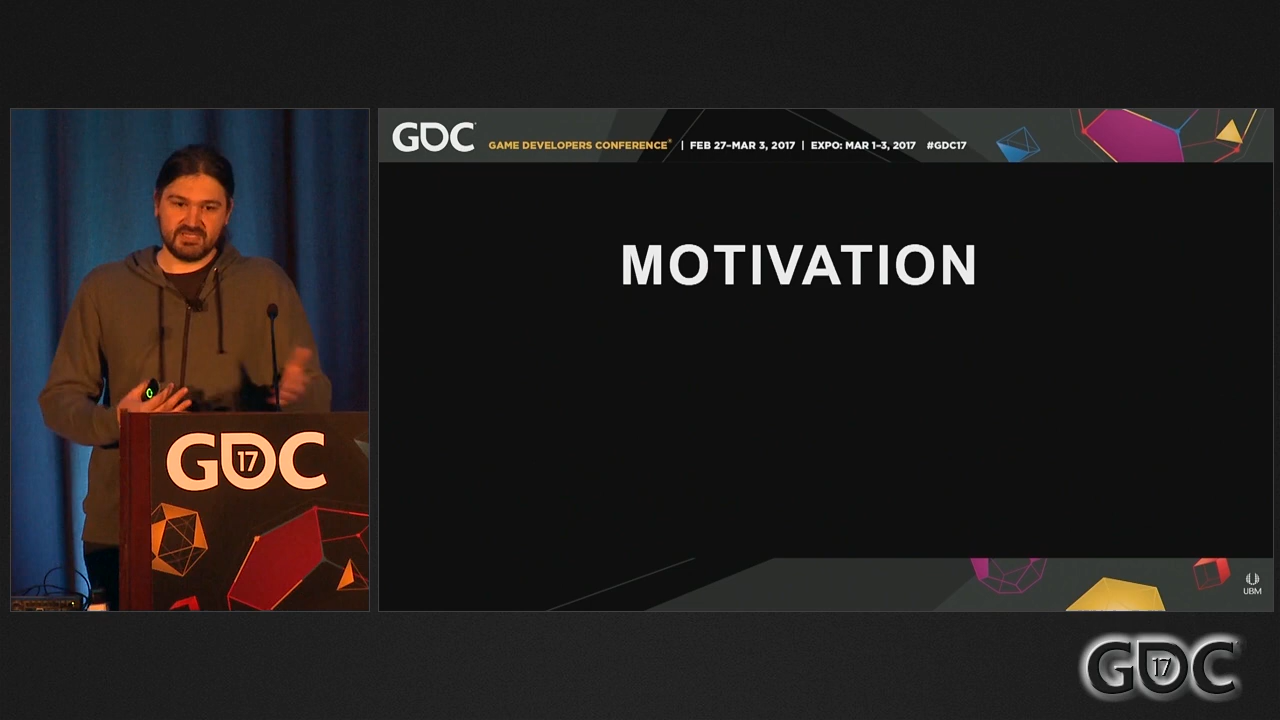 GDC
GAME DEVELOPERS CONFERENCE® | FEB 27–MAR 3, 2017 | EXPO: MAR 1–3, 2017 #GDC17
MOTIVATION
GDC
17
UBM
GDC
17